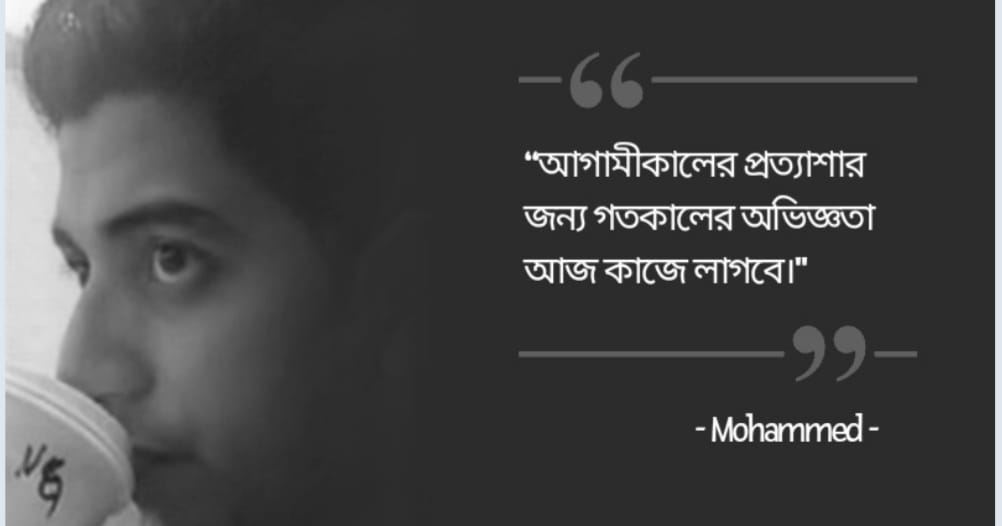 “আগামীকালের প্রত্যাশার
জন্য গতকালের অভিজ্ঞতা
আজ কাজে লাগবে।"
- Mohammed -